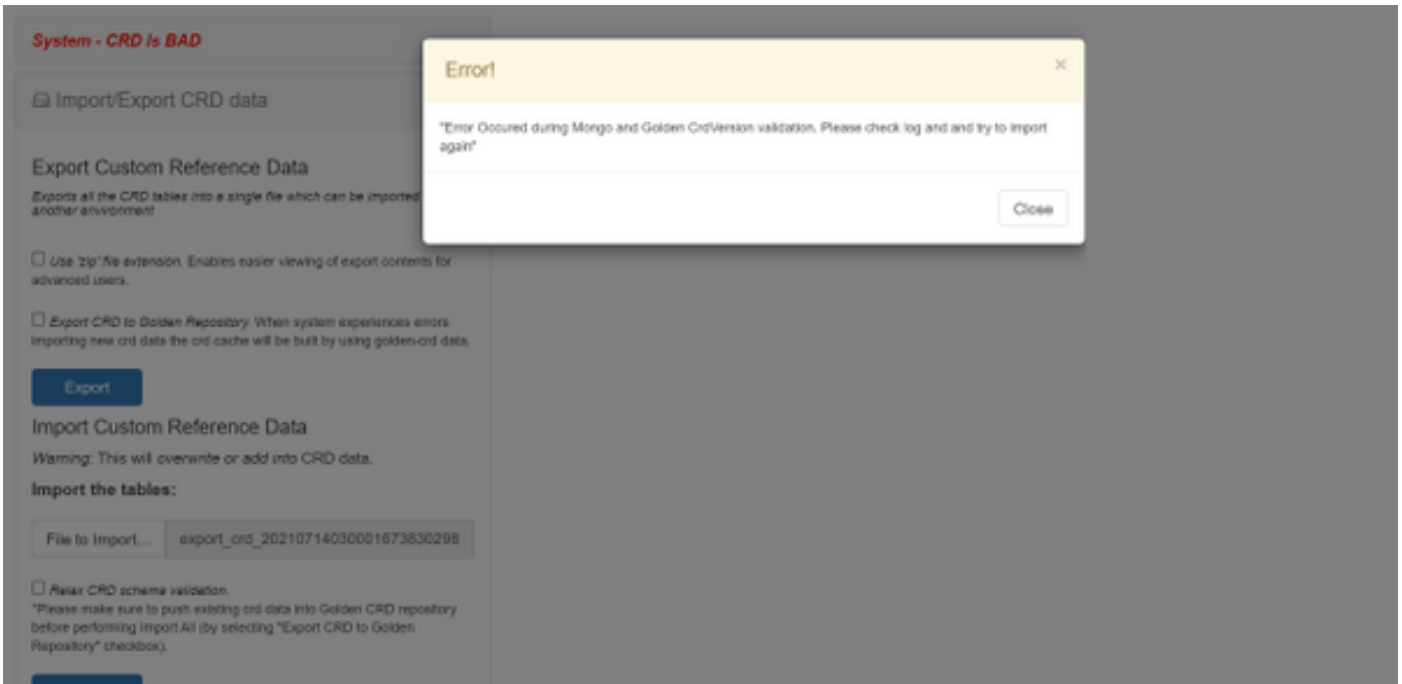 System - CRD is BAD
Error!
×
Import/Export CRD data
"Error Occured during Mongo and Golden CrdVersion validation. Please check log and and try to import
again"
Export Custom Reference Data
Exports all the CRD tables into a single file which can be imported
another environment
Close
Use 'zip' file extension. Enables easier viewing of export contents for
advanced users.
Export CRD to Golden Repository. When system experiences errors
importing new crd data the crd cache will be built by using golden-crd data.
Export
Import Custom Reference Data
Warning: This will overwrite or add into CRD data.
Import the tables:
File to Import... export_crd_20210714030001673830298
Relax CRD schema validation.
"Please make sure to push existing crd data into Golden CRD repository
before performing Import All (by selecting "Export CRD to Golden
Repository" checkbox).